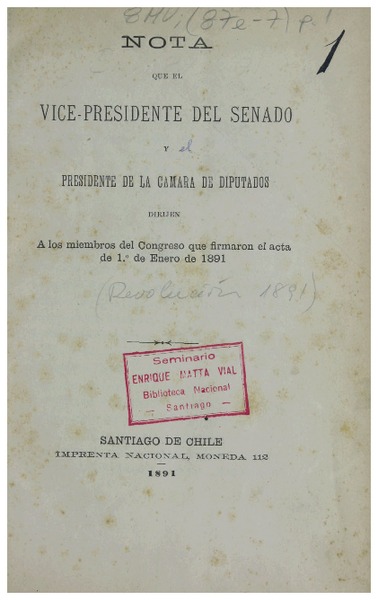 8MV; (87e-7) p. 1
1
NOTA
QUE EL
VICE-PRESIDENTE DEL SENADO
Y el
PRESIDENTE DE LA CAMARA DE DIPUTADOS
DIRIJEN
A los miembros del Congreso que firmaron el acta
de 1.° de Enero de 1891
(Revolución 1891)
Seminario
ENRIQUE MATTA VIAL
Biblioteca Nacional
— Santiago —
SANTIAGO DE CHILE
IMPRENTA NACIONAL, MONEDA 112
—
1891